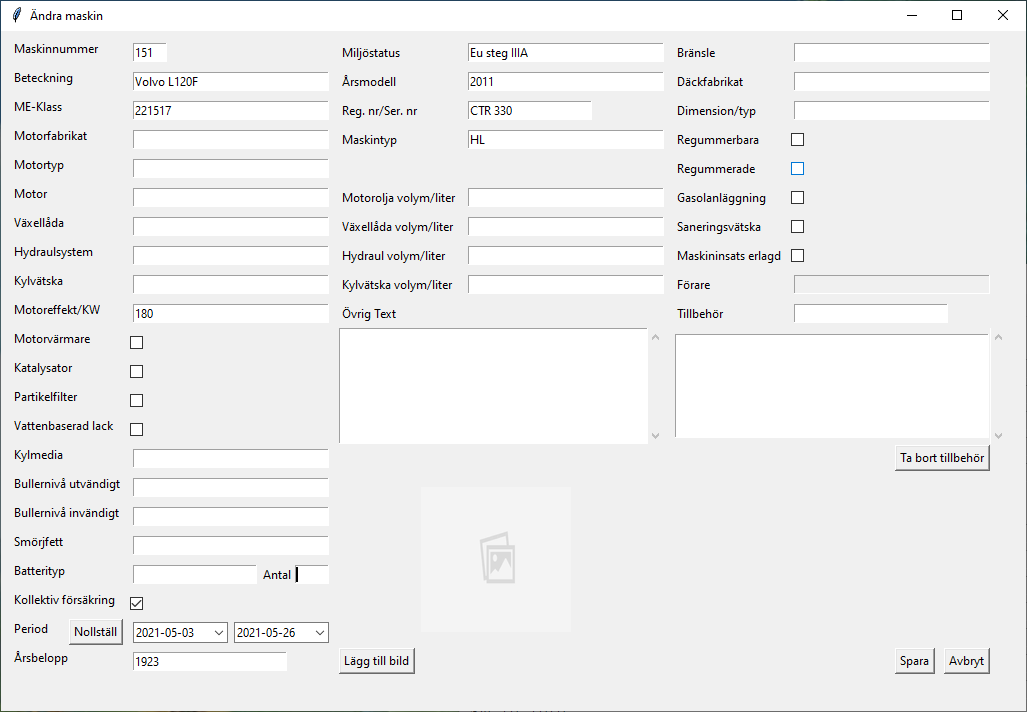 Ändra maskin
Maskinnummer 151
Beteckning Volvo L120F
ME-Klass 221517
Motorfabrikat
Motortyp
Motor
Växellåda
Hydraulsystem
Kylvätska
Motoreffekt/KW 180
Motorvärmare
Katalysator
Partikelfilter
Vattenbaserad lack
Kylmedia
Bullernivå utvändigt
Bullernivå invändigt
Smörjfett
Batterityp Antal
Kollektiv försäkring
Period Nollställ 2021-05-03 2021-05-26
Årsbelopp 1923
Miljöstatus Eu steg IIIA
Årsmodell 2011
Reg. nr/Ser. nr CTR 330
Maskintyp HL
Motorolja volym/liter
Växellåda volym/liter
Hydraul volym/liter
Kylvätska volym/liter
Övrig Text
Lägg till bild
Bränsle
Däckfabrikat
Dimension/typ
Regummerbara
Regummerade
Gasolanläggning
Saneringsvätska
Maskininsats erlagd
Förare
Tillbehör
Ta bort tillbehör
Spara Avbryt